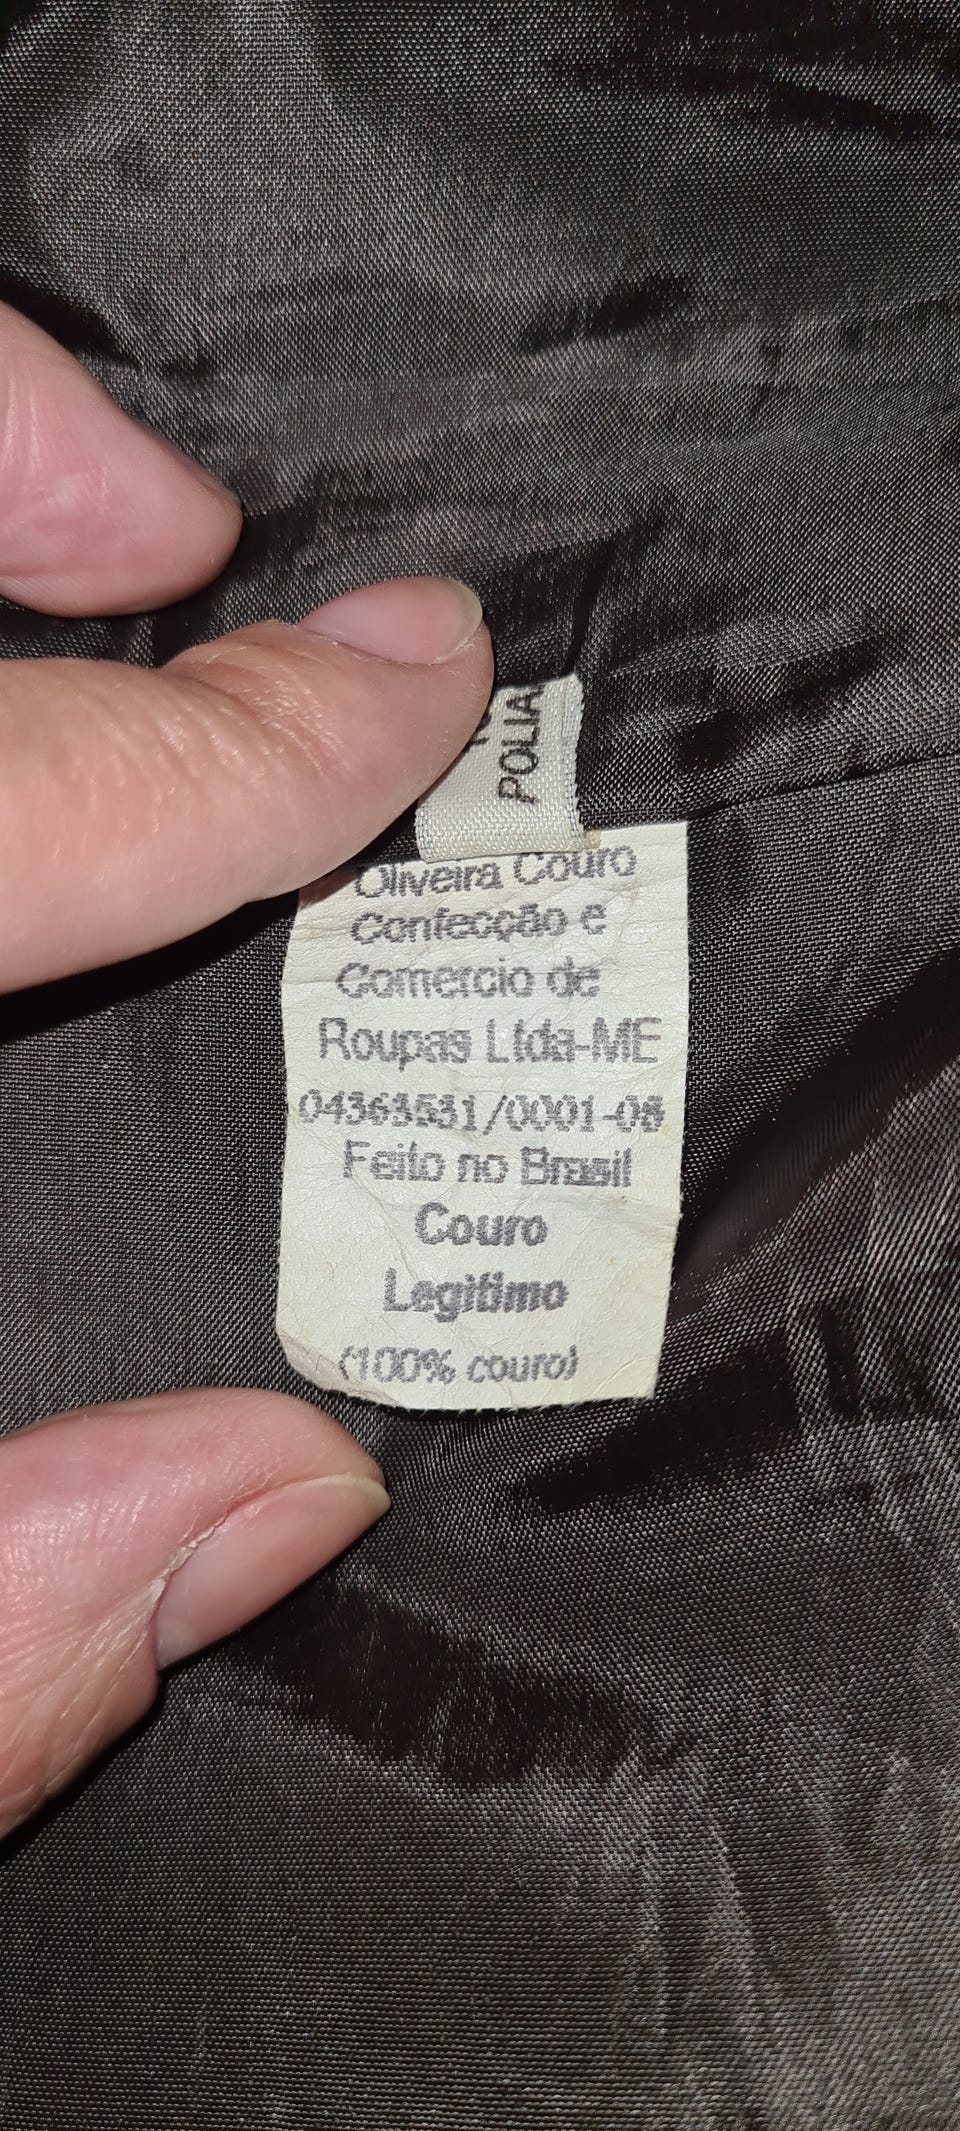 POLIA
Oliveira Couro
Confecção e
Comercio de
Roupas Ltda-ME
04363531/0001-08
Feito no Brasil
Couro
Legitimo
(100% couro)